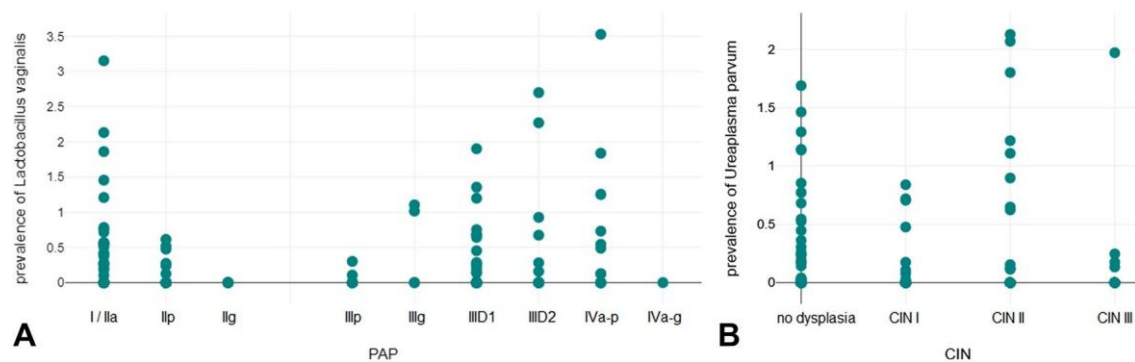 prevalence of Lactobacillus vaginalis
3.5
3
2.5
2
1.5
1
0.5
0
I / IIa IIp IIg IIIp IIIg IIID1 IIID2 IVa-p IVa-g
PAP
A
prevalence of Ureaplasma parvum
2
1.5
1
0.5
0
no dysplasia CIN I CIN II CIN III
CIN
B